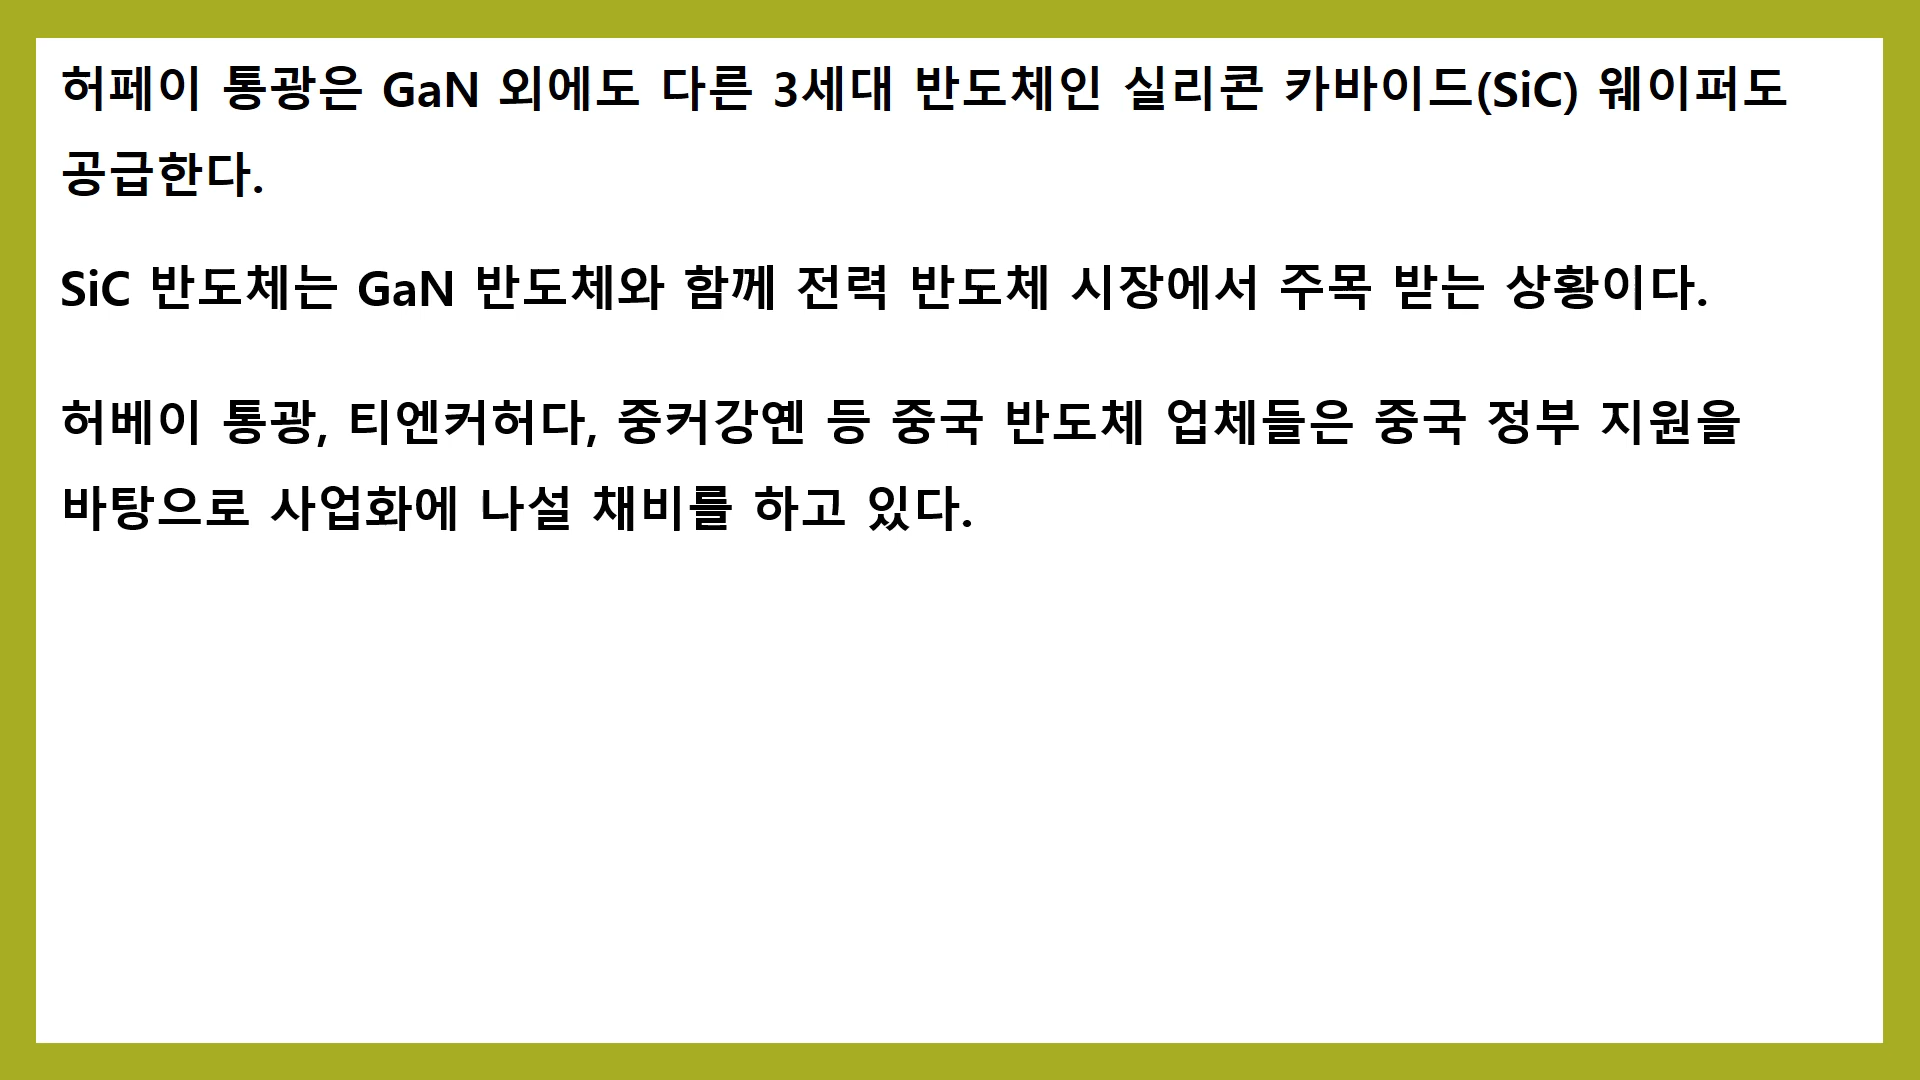 허페이 통광은 GaN 외에도 다른 3세대 반도체인 실리콘 카바이드(SiC) 웨이퍼도
공급한다.
SiC 반도체는 GaN 반도체와 함께 전력 반도체 시장에서 주목 받는 상황이다.
허베이 통광, 티엔커허다, 중커강옌 등 중국 반도체 업체들은 중국 정부 지원을
바탕으로 사업화에 나설 채비를 하고 있다.